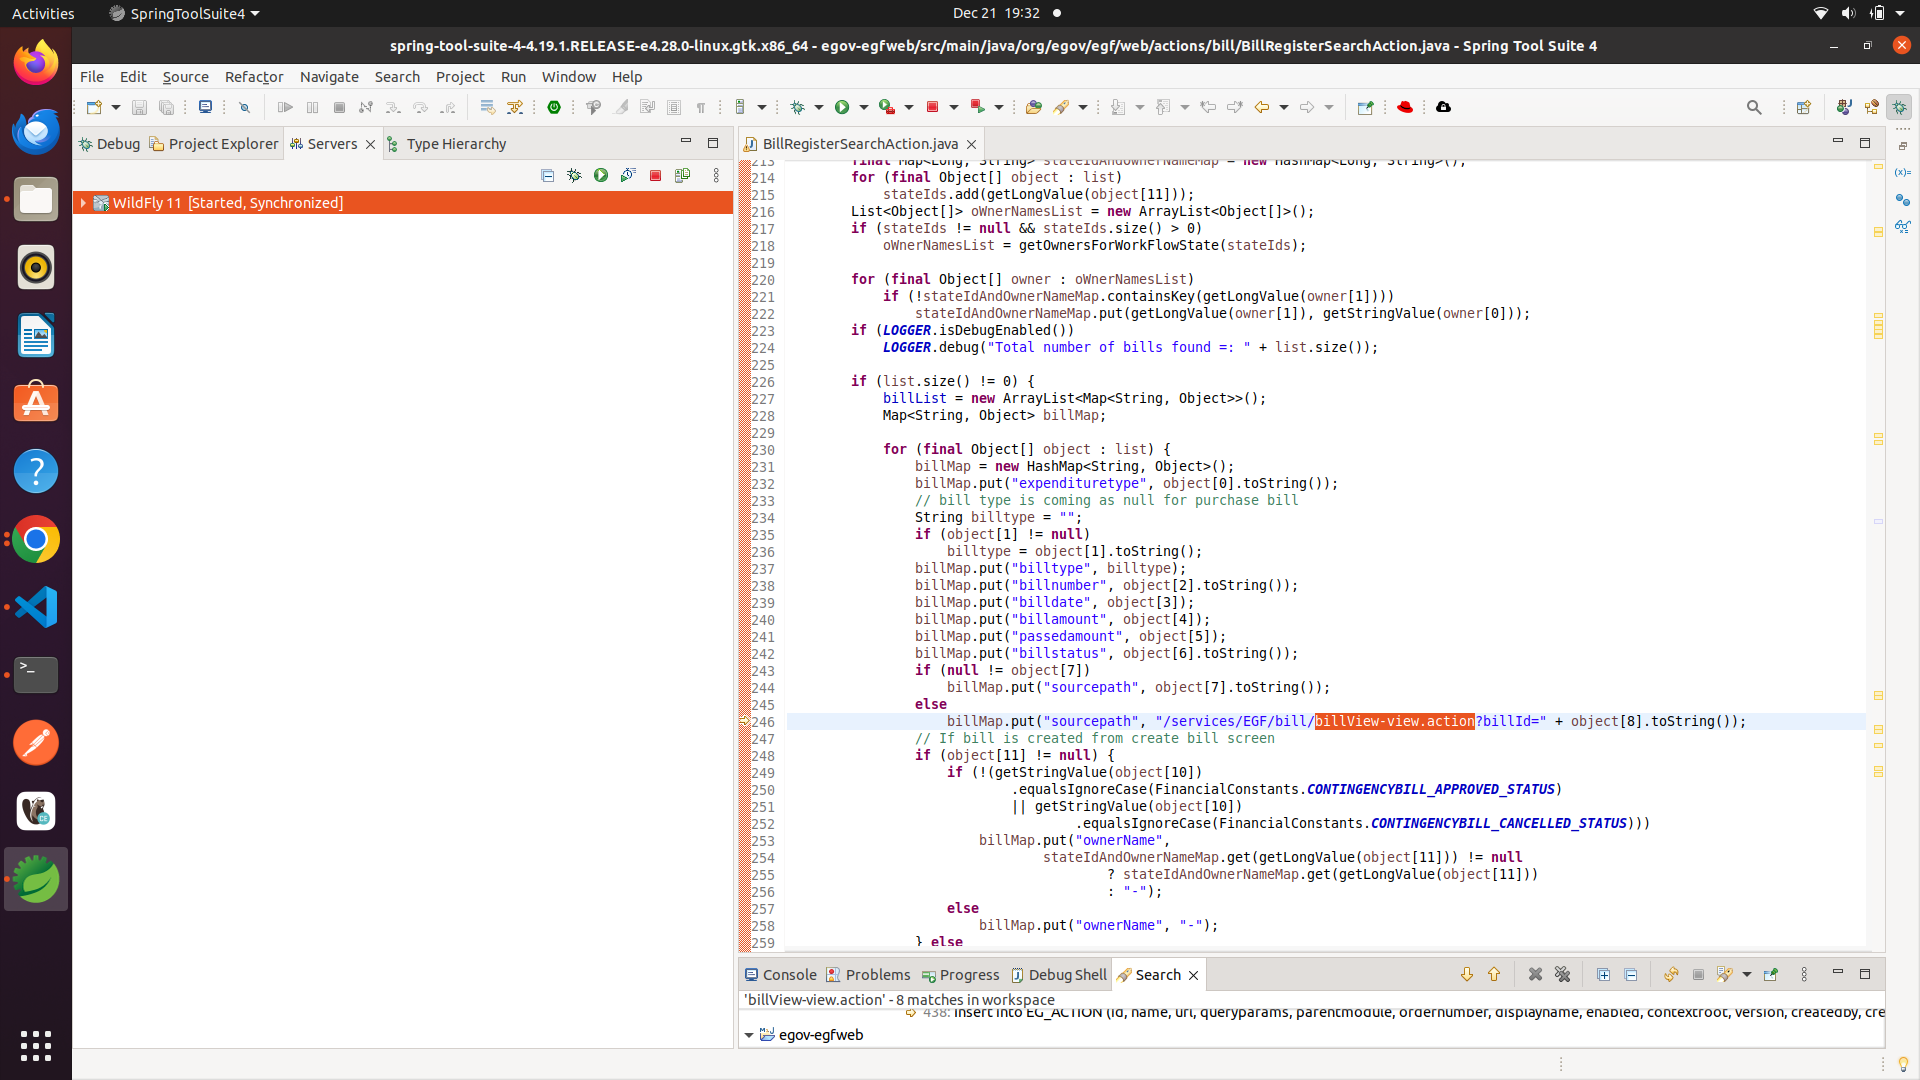 Activities
SpringToolSuite4
Dec 21 19:32
spring-tool-suite-4-4.19.1.RELEASE-e4.28.0-linux.gtk.x86_64 - egov-egfweb/src/main/java/org/egov/egf/web/actions/bill/BillRegisterSearchAction.java - Spring Tool Suite 4
File Edit Source Refactor Navigate Search Project Run Window Help
Debug Project Explorer Servers Type Hierarchy
WildFly 11 [Started, Synchronized]
BillRegisterSearchAction.java
213 final Map<Long, String> stateIdAndOwnerNameMap = new HashMap<Long, String>();
214 for (final Object[] object : list)
215 stateIds.add(getLongValue(object[11]));
216 List<Object[]> oWnerNamesList = new ArrayList<Object[]>();
217 if (stateIds != null && stateIds.size() > 0)
218 oWnerNamesList = getOwnersForWorkFlowState(stateIds);
219
220 for (final Object[] owner : oWnerNamesList)
221 if (!stateIdAndOwnerNameMap.containsKey(getLongValue(owner[1])))
222 stateIdAndOwnerNameMap.put(getLongValue(owner[1]), getStringValue(owner[0]));
223 if (LOGGER.isDebugEnabled())
224 LOGGER.debug("Total number of bills found =: " + list.size());
225
226 if (list.size() != 0) {
227 billList = new ArrayList<Map<String, Object>>();
228 Map<String, Object> billMap;
229
230 for (final Object[] object : list) {
231 billMap = new HashMap<String, Object>();
232 billMap.put("expendituretype", object[0].toString());
233 // bill type is coming as null for purchase bill
234 String billtype = "";
235 if (object[1] != null)
236 billtype = object[1].toString();
237 billMap.put("billtype", billtype);
238 billMap.put("billnumber", object[2].toString());
239 billMap.put("billdate", object[3]);
240 billMap.put("billamount", object[4]);
241 billMap.put("passedamount", object[5]);
242 billMap.put("billstatus", object[6].toString());
243 if (null != object[7])
244 billMap.put("sourcepath", object[7].toString());
245 else
246 billMap.put("sourcepath", "/services/EGF/bill/billView-view.action?billId=" + object[8].toString());
247 // If bill is created from create bill screen
248 if (object[11] != null) {
249 if (!(getStringValue(object[10])
250 .equalsIgnoreCase(FinancialConstants.CONTINGENCYBILL_APPROVED_STATUS)
251 || getStringValue(object[10])
252 .equalsIgnoreCase(FinancialConstants.CONTINGENCYBILL_CANCELLED_STATUS)))
253 billMap.put("ownerName",
254 stateIdAndOwnerNameMap.get(getLongValue(object[11])) != null
255 ? stateIdAndOwnerNameMap.get(getLongValue(object[11]))
256 : "-");
257 else
258 billMap.put("ownerName", "-");
259 } else
Console Problems Progress Debug Shell Search
'billView-view.action' - 8 matches in workspace
438: Insert into EG_ACTION (id, name, url, queryparams, parentmodule, ordernumber, displayname, enabled, contextroot, version, createdby, cre
egov-egfweb